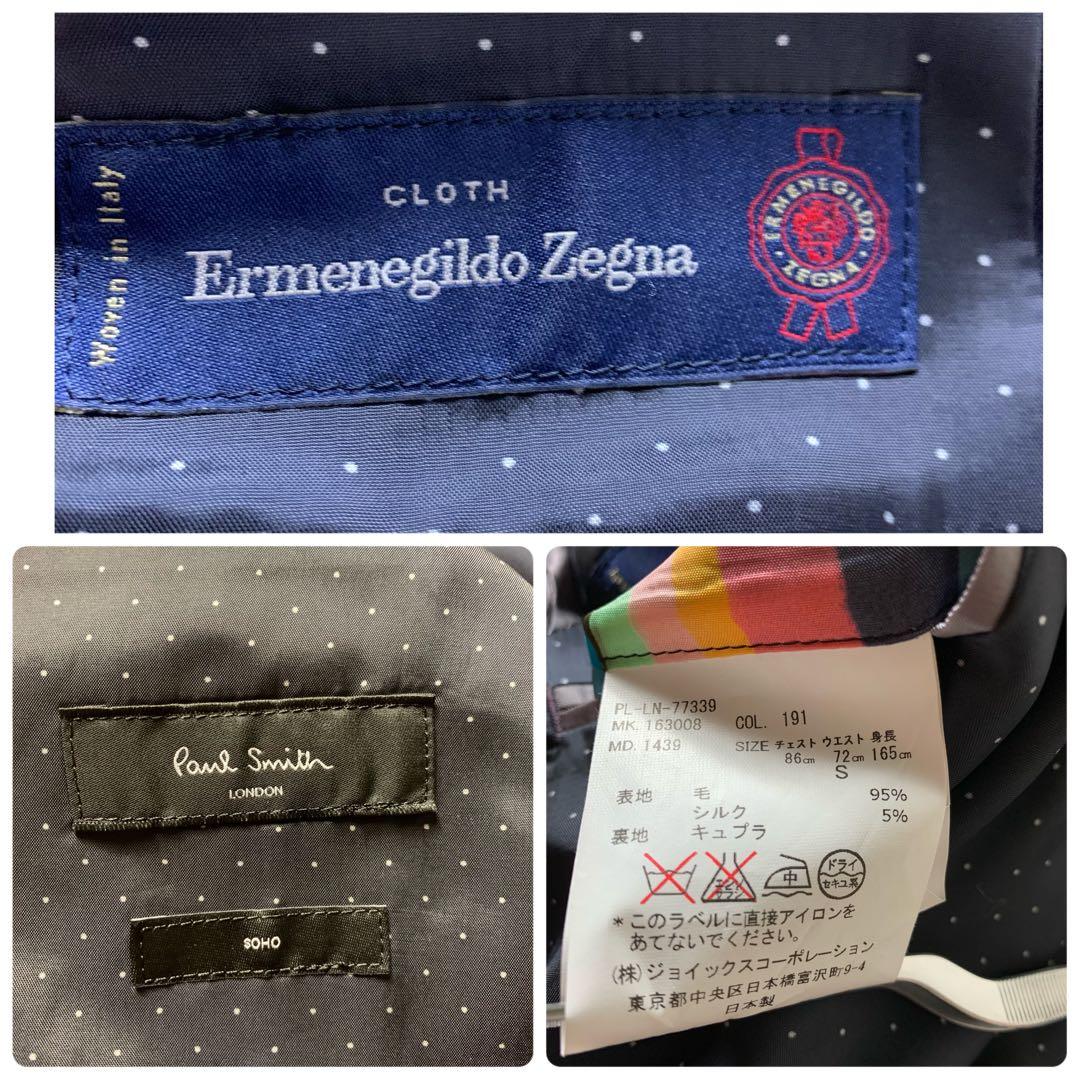 Woven in Italy
CLOTH
Ermenegildo Zegna
ERMENEGILDO
ZEGNA
Paul Smith
LONDON
SOHO
PL-LN-77339
MK. 163008 COL. 191
MD. 1439 SIZE チェスト ウエスト 身長
86cm 72cm 165cm
S
表地 毛 95%
シルク 5%
裏地 キュプラ
中
ドライ
セキユ系
*このラベルに直接アイロンを
あてないでください。
(株)ジョイックスコーポレーション
東京都中央区日本橋富沢町9-4
日本製